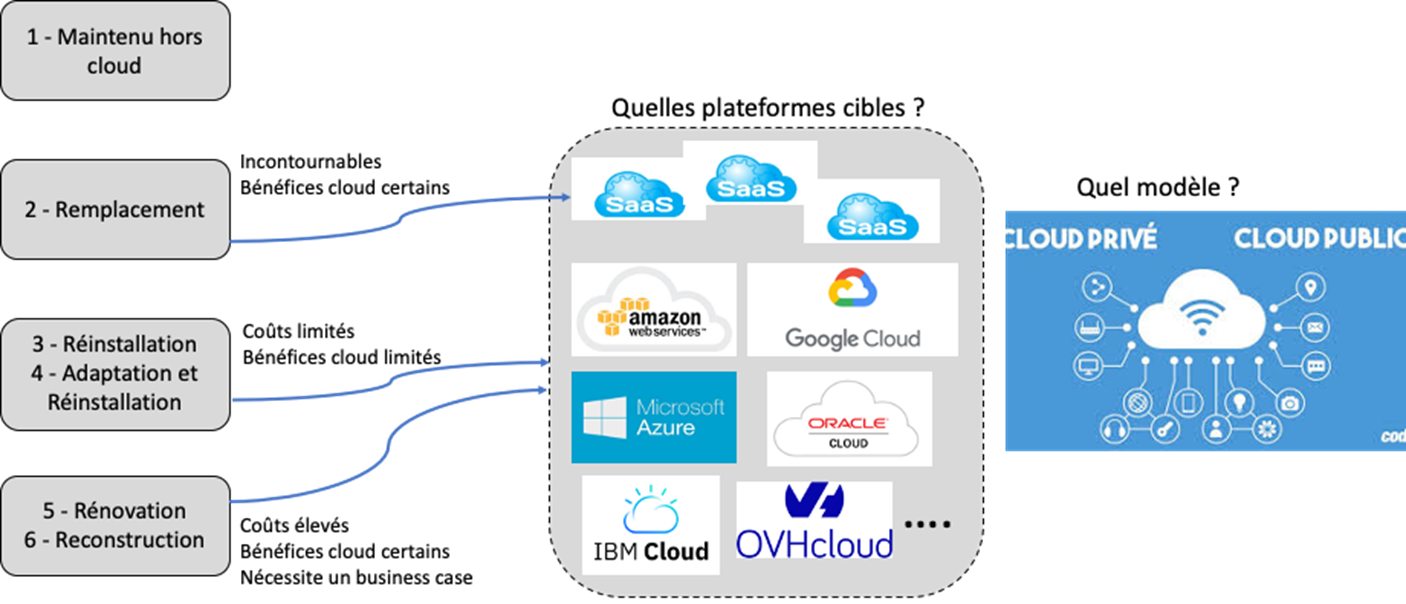 1 - Maintenu hors
cloud
2 - Remplacement
Incontournables
Bénéfices cloud certains
3 - Réinstallation
4 - Adaptation et
Réinstallation
Coûts limités
Bénéfices cloud limités
5 - Rénovation
6 - Reconstruction
Coûts élevés
Bénéfices cloud certains
Nécessite un business case
Quelles plateformes cibles ?
SaaS
SaaS
SaaS
amazon
web services™
Google Cloud
Microsoft
Azure
ORACLE
CLOUD
IBM Cloud
OVHcloud
....
Quel modèle ?
CLOUD PRIVÉ
CLOUD PUBLIC
cod